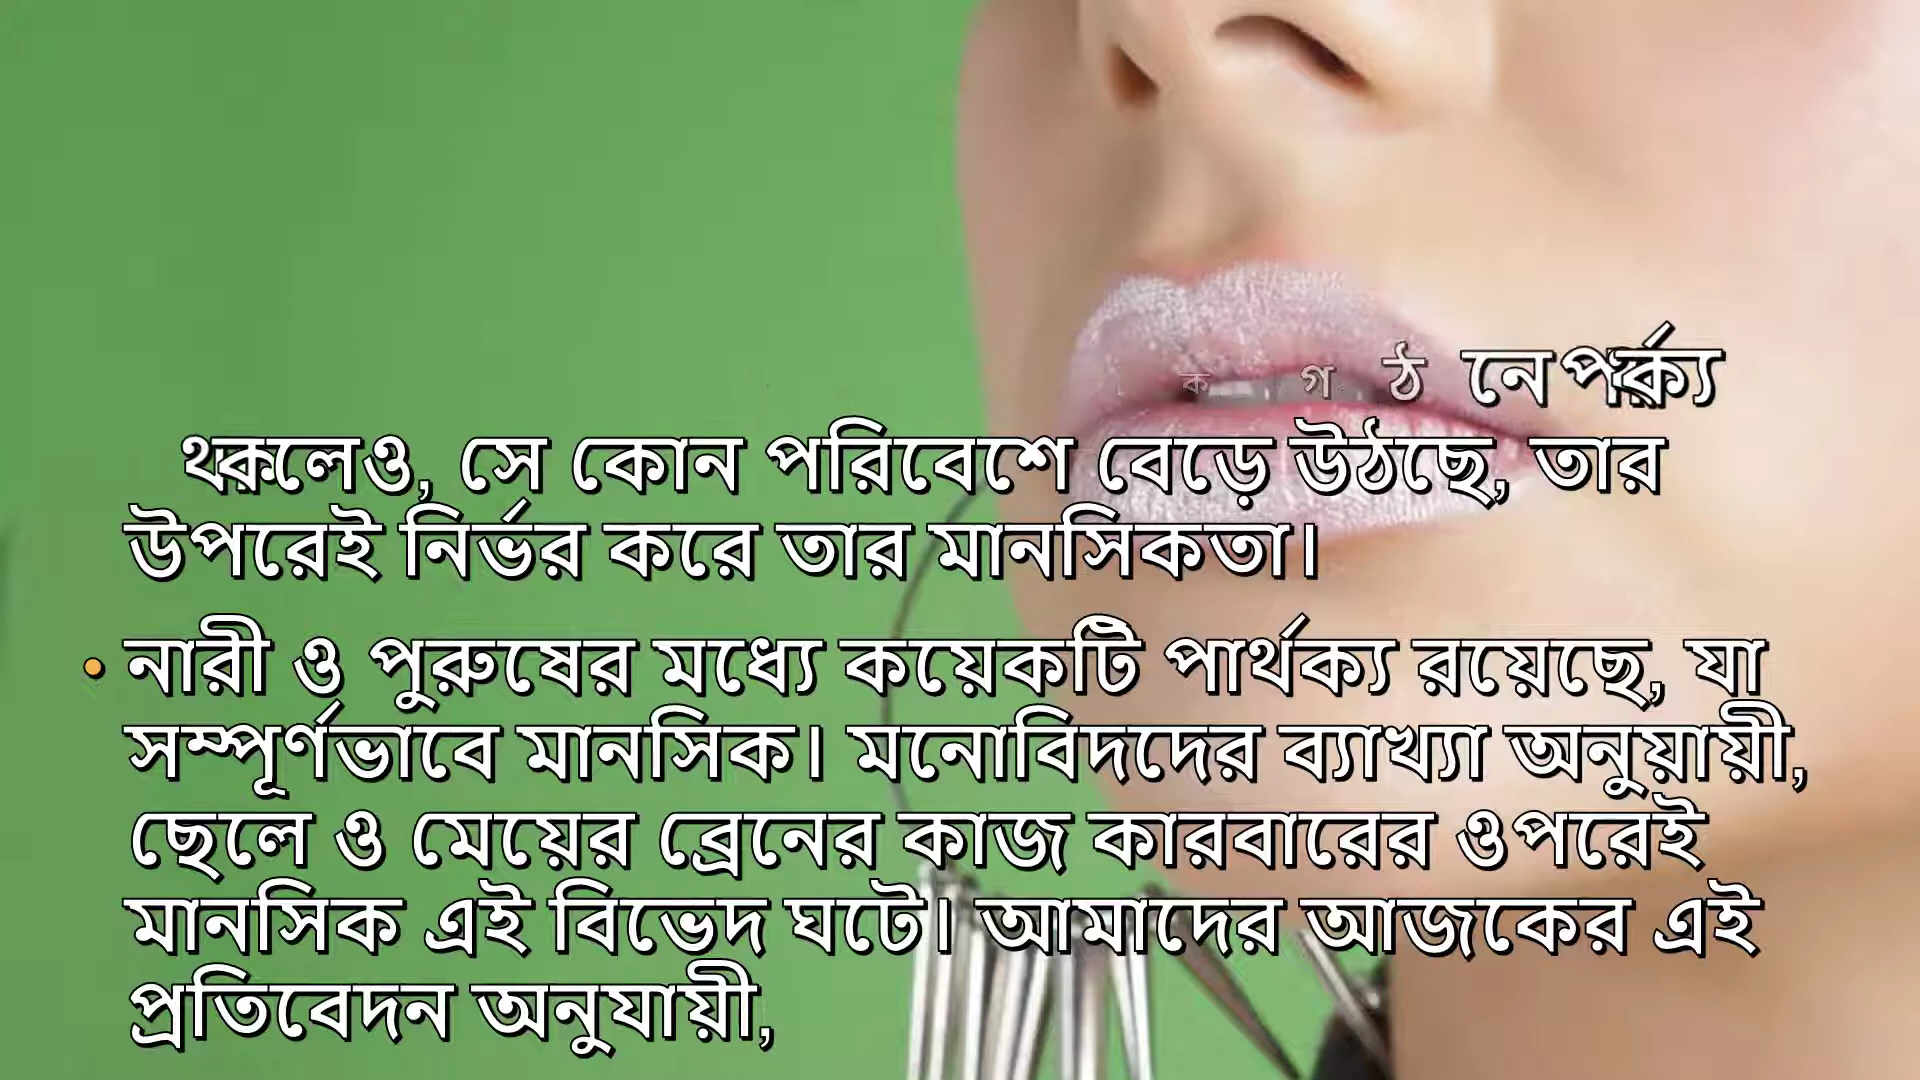 ক গ ঠ নে পার্ক্য
থাকলেও, সে কোন পরিবেশে বেড়ে উঠছে, তার
উপরেই নির্ভর করে তার মানসিকতা।
• নারী ও পুরুষের মধ্যে কয়েকটি পার্থক্য রয়েছে, যা
সম্পূর্ণভাবে মানসিক। মনোবিদদের ব্যাখ্যা অনুয়ায়ী,
ছেলে ও মেয়ের ব্রেনের কাজ কারবারের ওপরেই
মানসিক এই বিভেদ ঘটে। আমাদের আজকের এই
প্রতিবেদন অনুযায়ী,